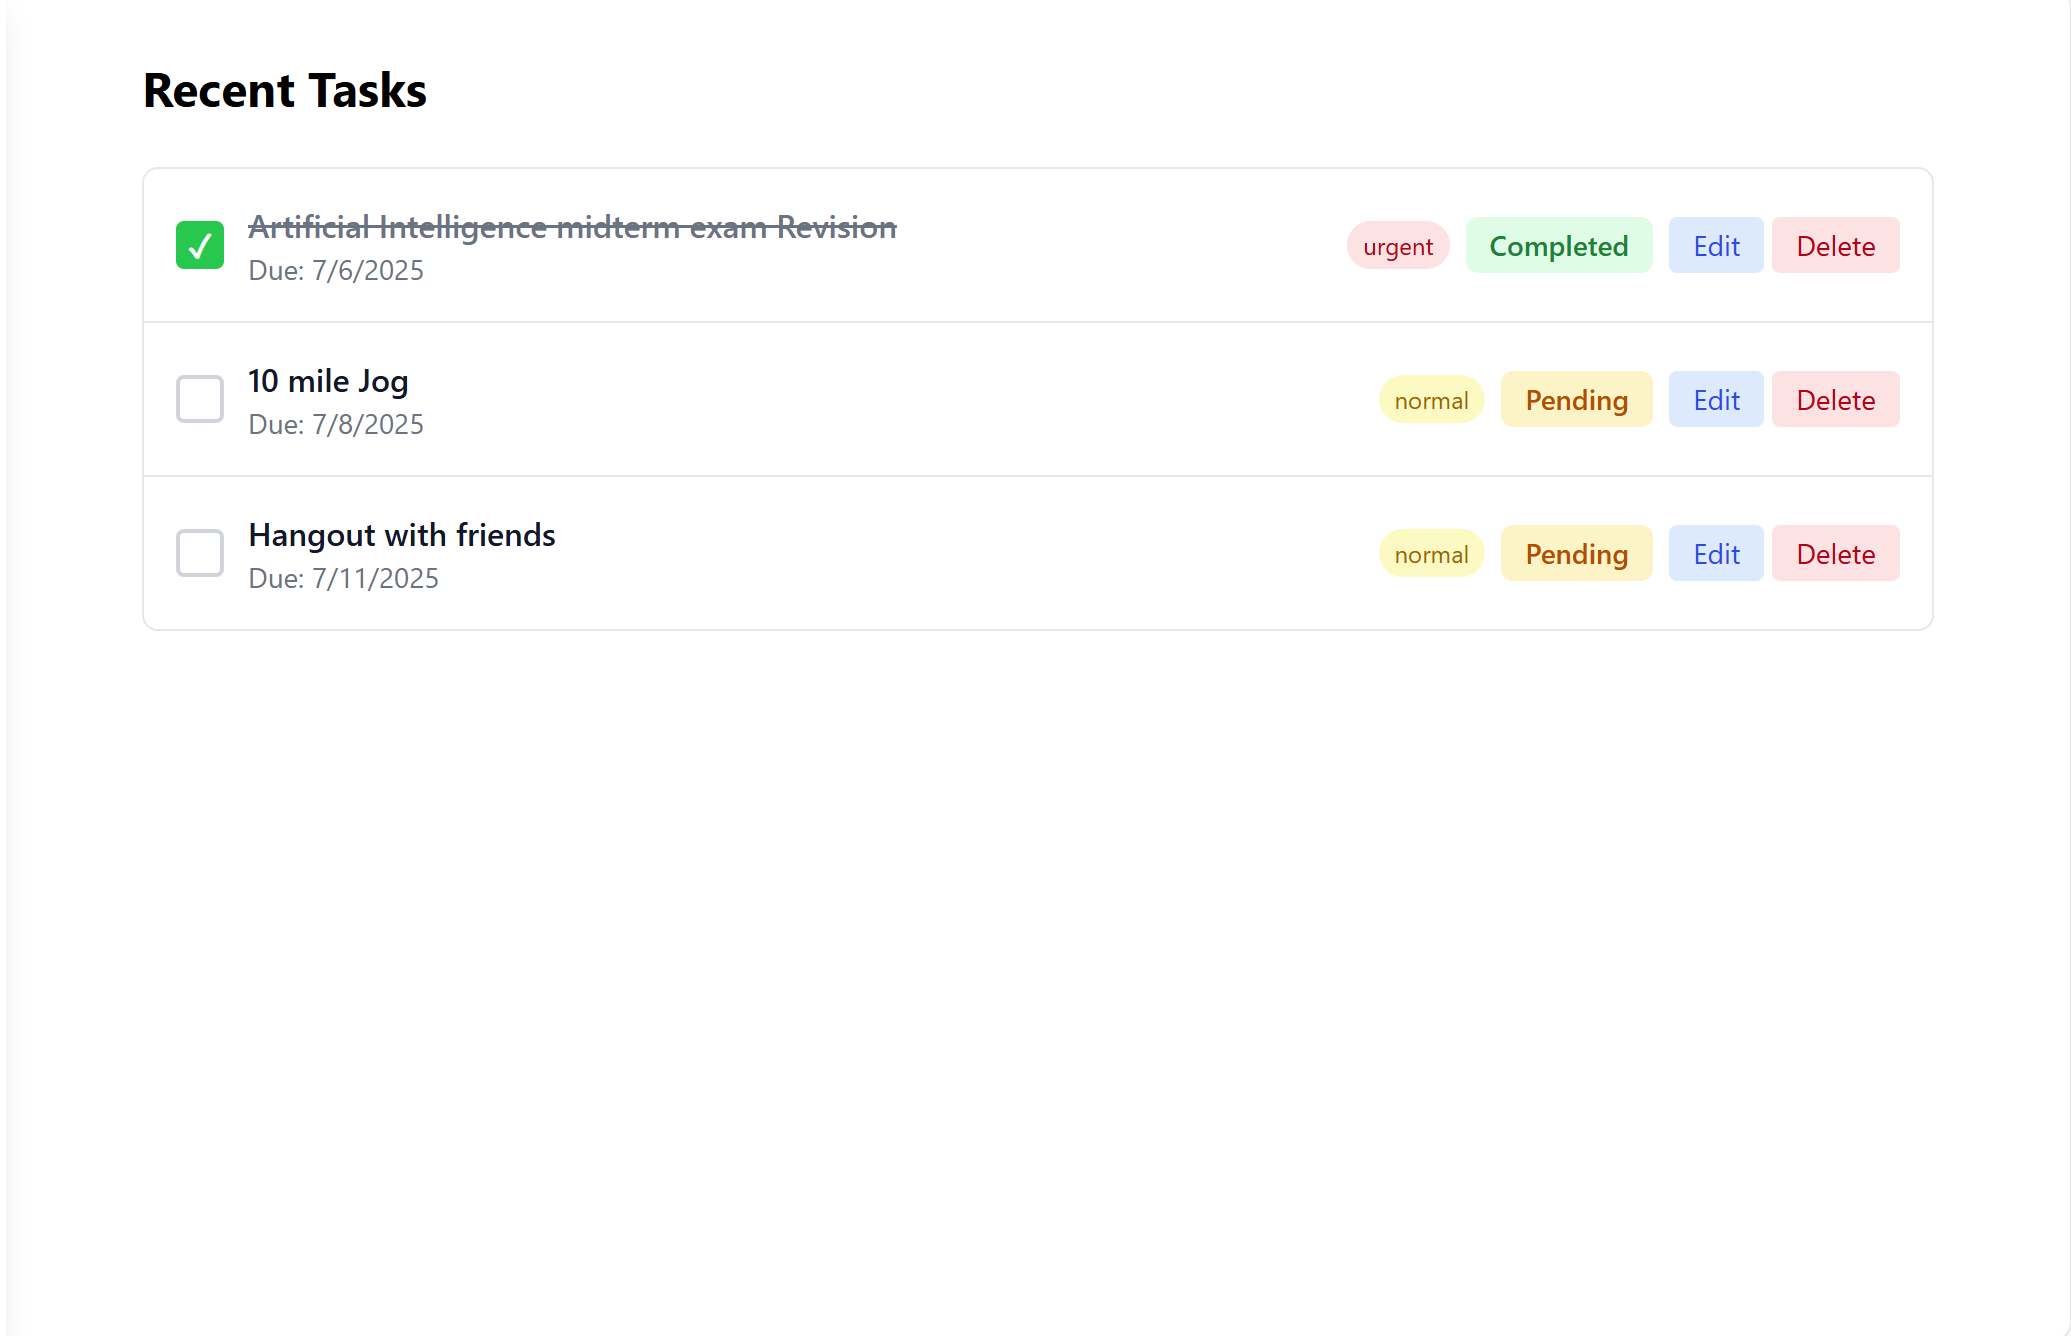 Recent Tasks
Artificial Intelligence midterm exam Revision
Due: 7/6/2025
urgent
Completed
Edit
Delete
10 mile Jog
Due: 7/8/2025
normal
Pending
Edit
Delete
Hangout with friends
Due: 7/11/2025
normal
Pending
Edit
Delete